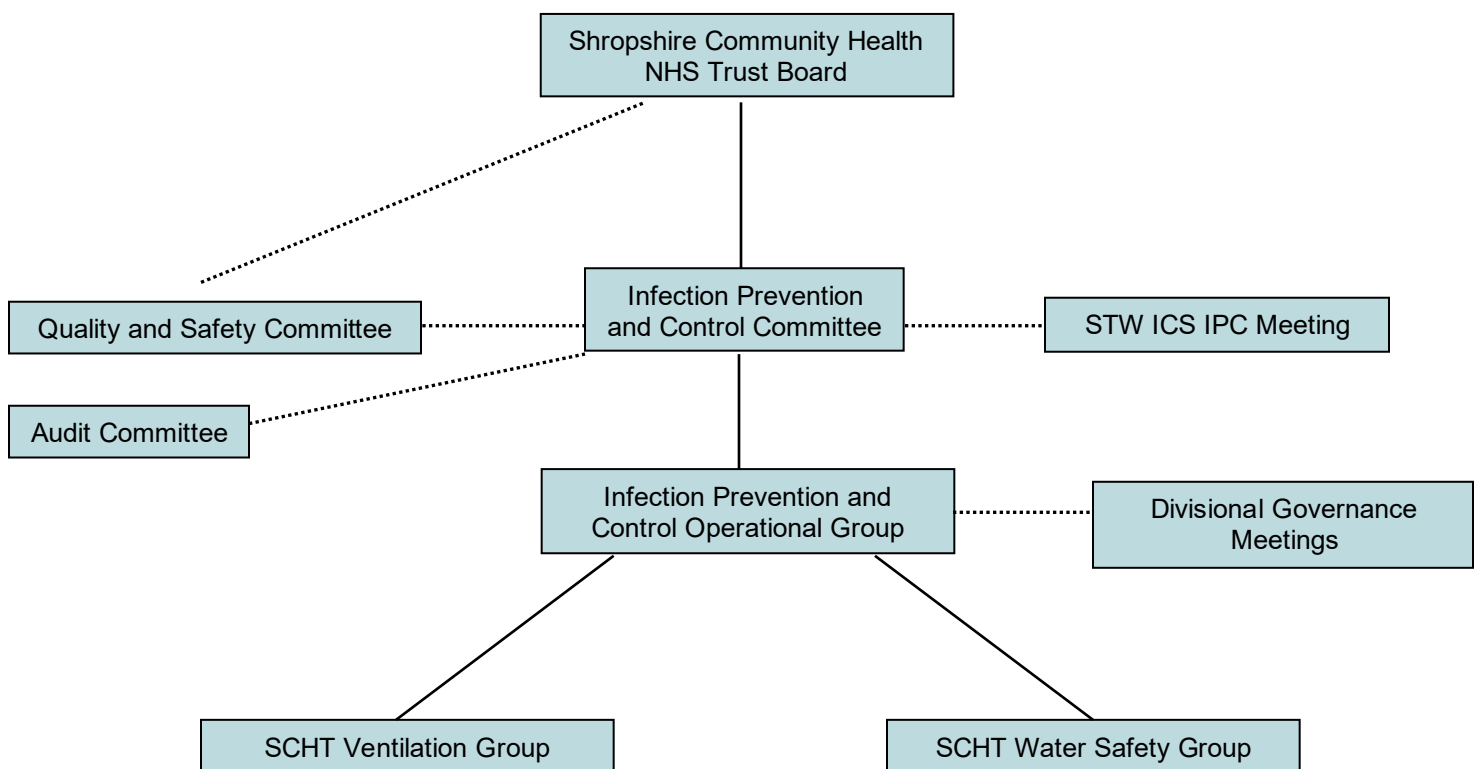 Shropshire Community Health
NHS Trust Board
Infection Prevention
and Control Committee
Quality and Safety Committee
STW ICS IPC Meeting
Audit Committee
Infection Prevention and
Control Operational Group
Divisional Governance
Meetings
SCHT Ventilation Group
SCHT Water Safety Group